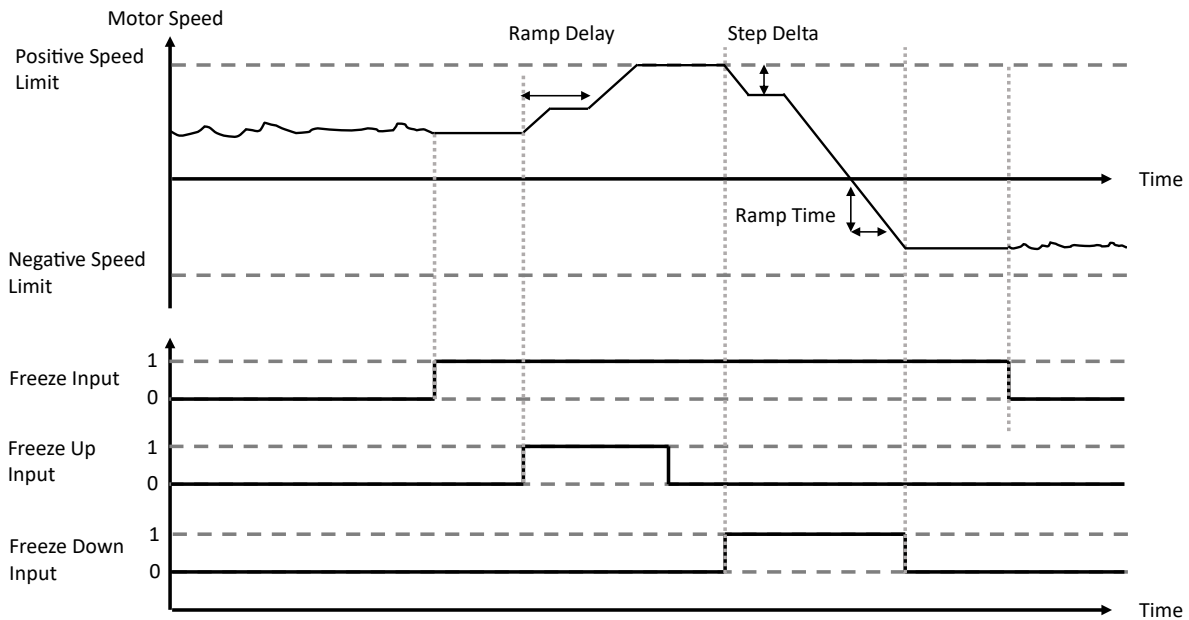 Motor Speed
Positive Speed
Limit
Ramp Delay
Step Delta
Time
Ramp Time
Negative Speed
Limit
1
Freeze Input
0
1
Freeze Up
Input
0
1
Freeze Down
Input
0
Time